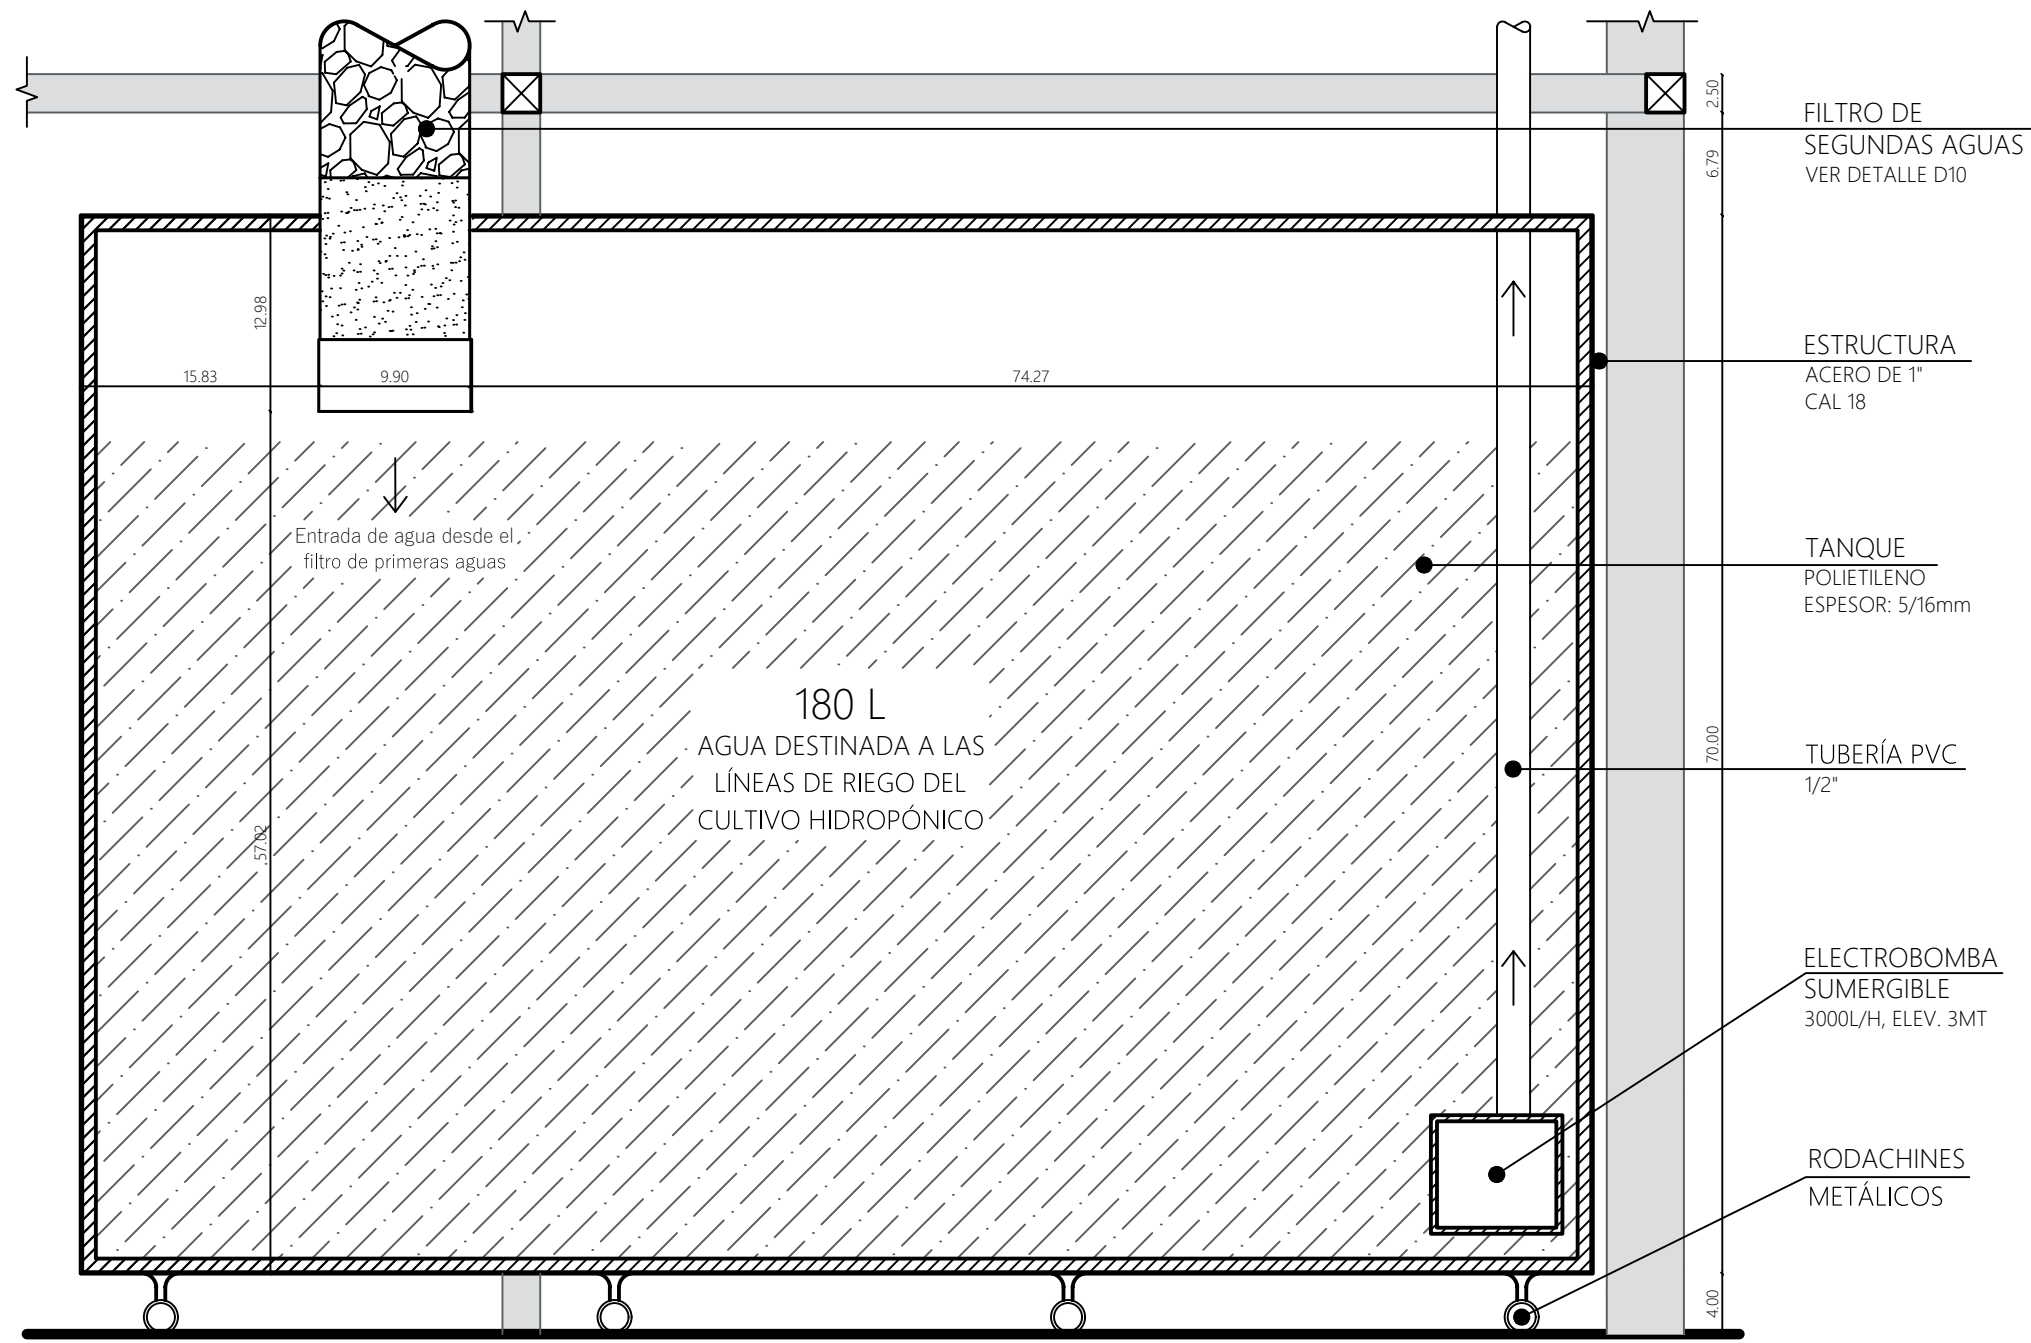 2.50
FILTRO DE
SEGUNDAS AGUAS
VER DETALLE D10
6.79
12.98
ESTRUCTURA
ACERO DE 1"
CAL 18
15.83
9.90
74.27
Entrada de agua desde el
filtro de primeras aguas
TANQUE
POLIETILENO
ESPESOR: 5/16mm
180 L
AGUA DESTINADA A LAS
LÍNEAS DE RIEGO DEL
CULTIVO HIDROPÓNICO
70.00
TUBERÍA PVC
1/2"
57.02
ELECTROBOMBA
SUMERGIBLE
3000L/H, ELEV. 3MT
RODACHINES
METÁLICOS
4.00